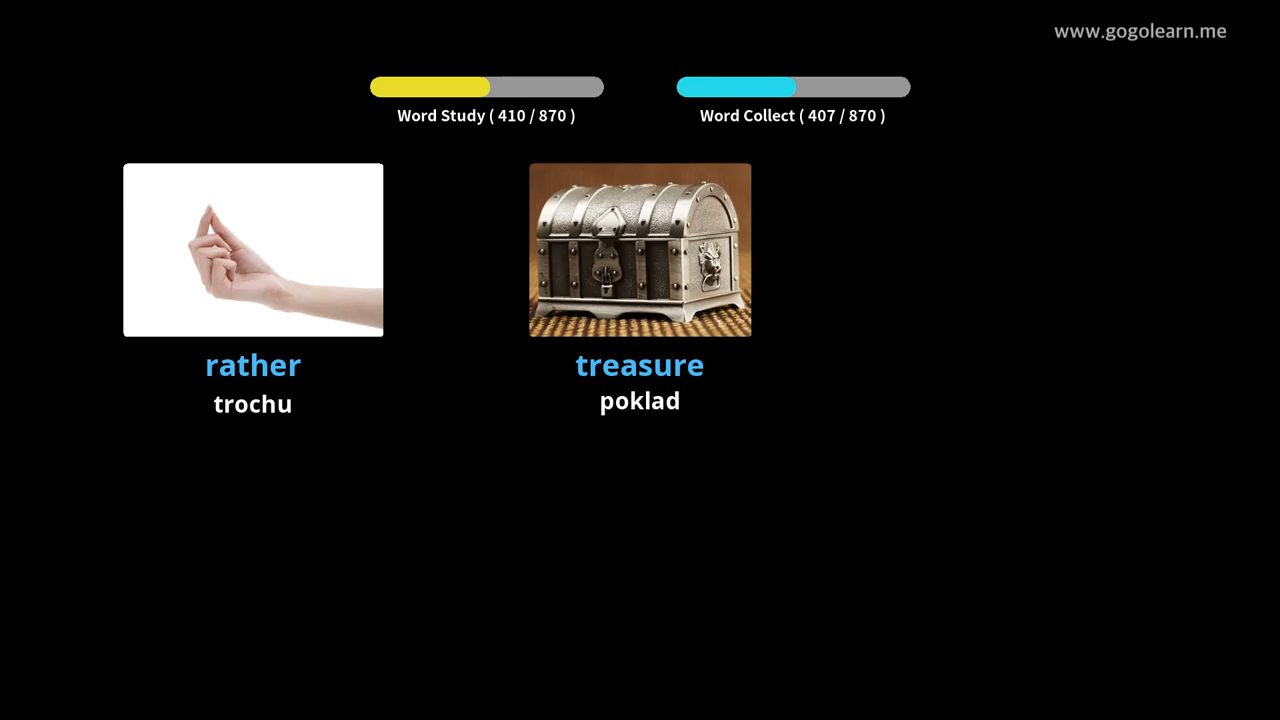 www.gogolearn.me
Word Study ( 410 / 870 )
Word Collect ( 407 / 870 )
rather
trochu
treasure
poklad